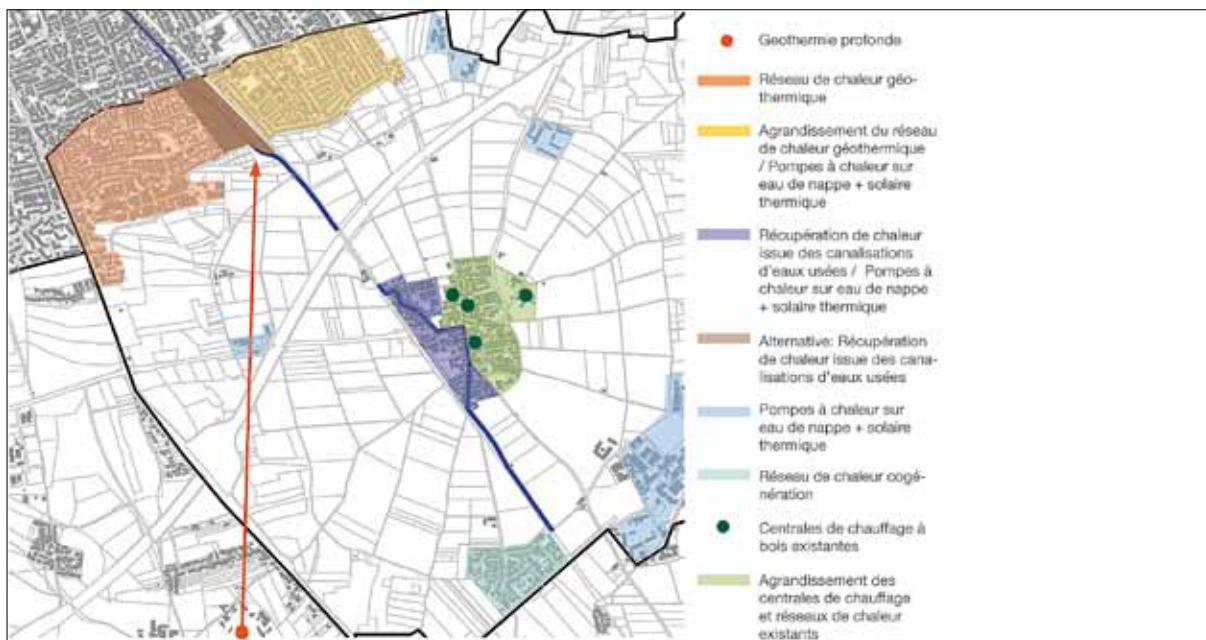 Geothermie profonde
Réseau de chaleur géo-
thermique
Agrandissement du réseau
de chaleur géothermique
/ Pompes à chaleur sur
eau de nappe + solaire
thermique
Récupération de chaleur
issue des canalisations
d'eaux usées / Pompes à
chaleur sur eau de nappe
+ solaire thermique
Alternative: Récupération
de chaleur issue des cana-
lisations d'eaux usées
Pompes à chaleur sur
eau de nappe + solaire
thermique
Réseau de chaleur cogé-
nération
Centrales de chauffage à
bois existantes
Agrandissement des
centrales de chauffage
et réseaux de chaleur
existants